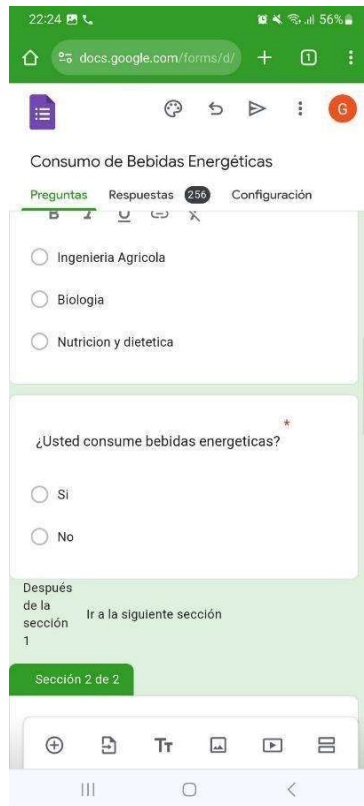 22:24
56%
docs.google.com/forms/d/
1
G
Consumo de Bebidas Energéticas
Preguntas Respuestas 256 Configuración
B I U
Ingenieria Agricola
Biologia
Nutricion y dietetica
¿Usted consume bebidas energeticas? *
Si
No
Después
de la
sección
1
Ir a la siguiente sección
Sección 2 de 2
Tт